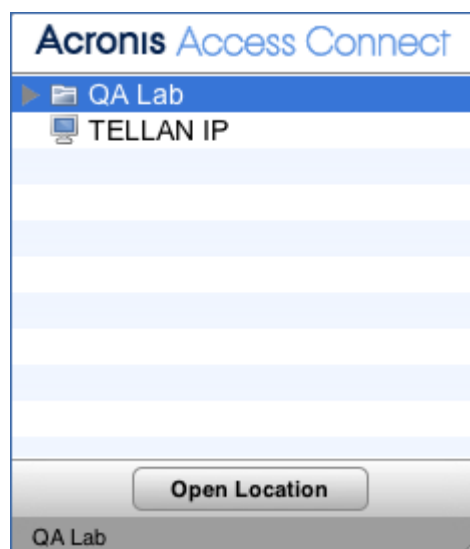 Acronis Access Connect
QA Lab
TELLAN IP
Open Location
QA Lab